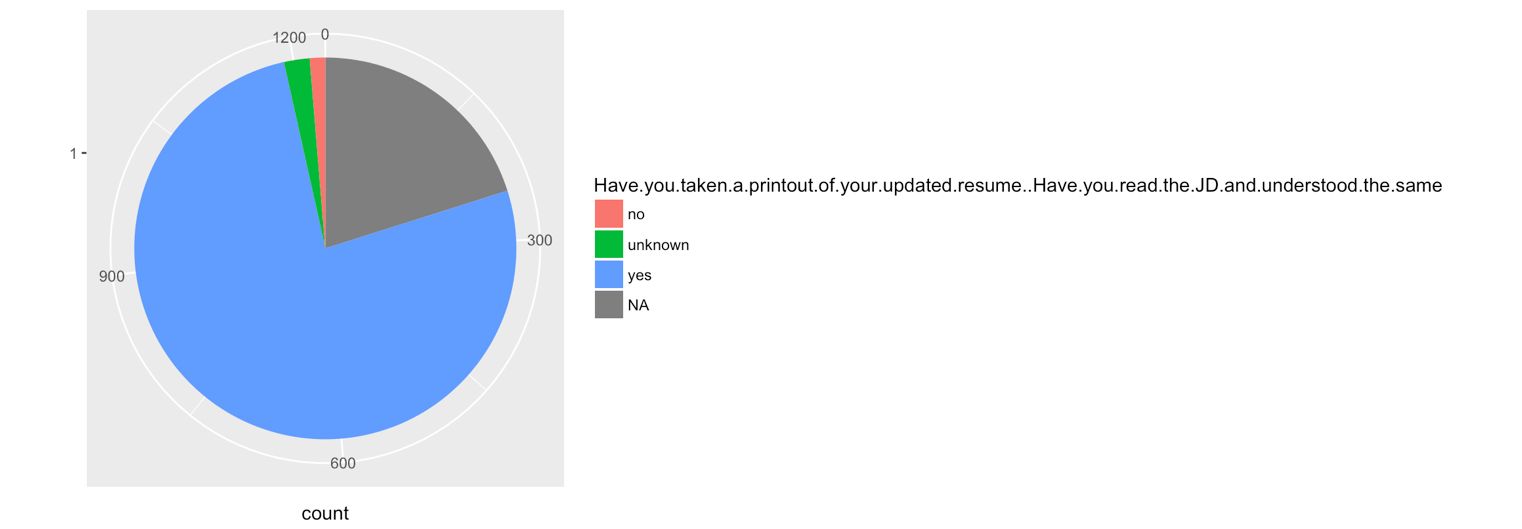 1200
0
1
300
900
600
count
Have.you.taken.a.printout.of.your.updated.resume..Have.you.read.the.JD.and.understood.the.same
no
unknown
yes
NA